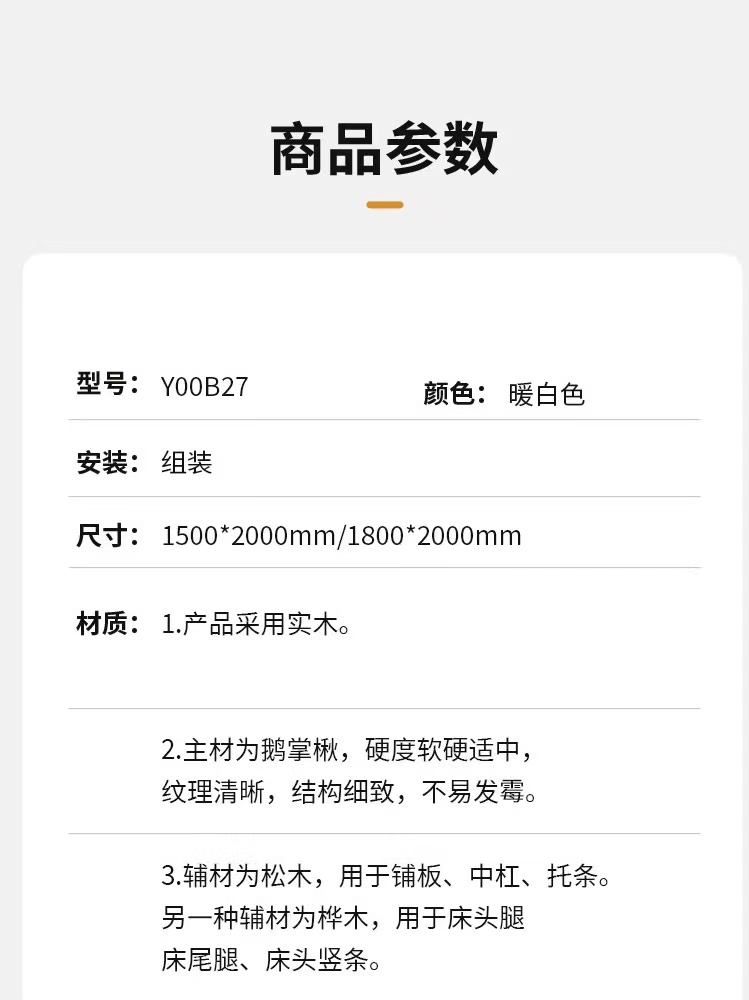 商品参数
型号： Y00B27 颜色： 暖白色
安装： 组装
尺寸： 1500*2000mm/1800*2000mm
材质： 1.产品采用实木。
2.主材为鹅掌楸，硬度软硬适中，
纹理清晰，结构细致，不易发霉。
3.辅材为松木，用于铺板、中杠、托条。
另一种辅材为桦木，用于床头腿
床尾腿、床头竖条。